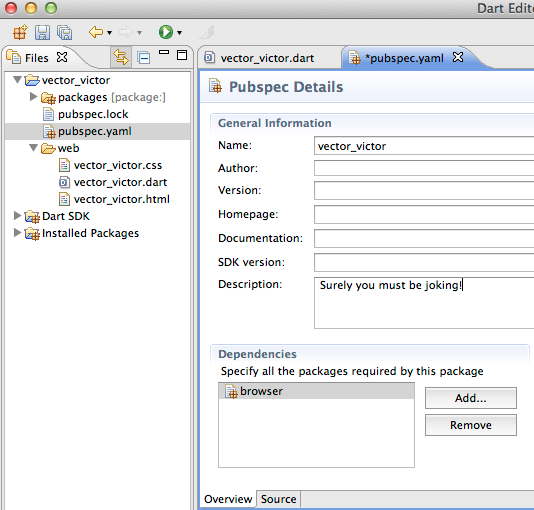 Dart Edito
Files
vector_victor.dart
*pubspec.yaml
vector_victor
packages [package:]
pubspec.lock
pubspec.yaml
web
vector_victor.css
vector_victor.dart
vector_victor.html
Dart SDK
Installed Packages
Pubspec Details
General Information
Name: vector_victor
Author:
Version:
Homepage:
Documentation:
SDK version:
Description: Surely you must be joking!
Dependencies
Specify all the packages required by this package
browser
Add...
Remove
Overview Source